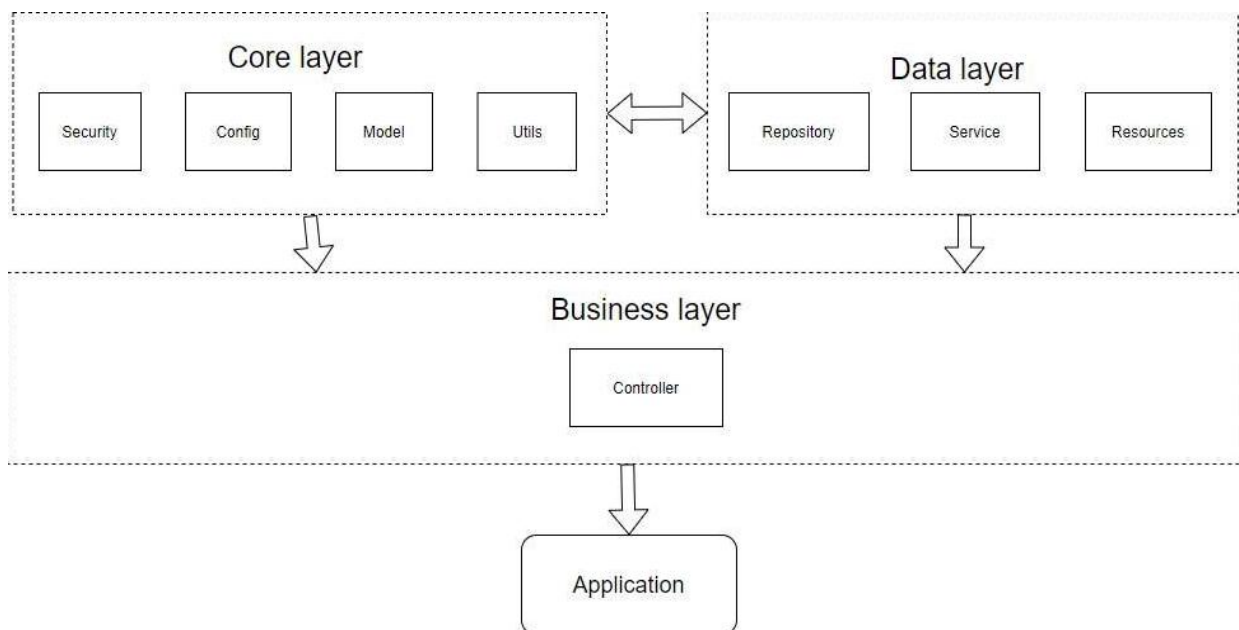 Core layer
Security
Config
Model
Utils
Data layer
Repository
Service
Resources
Business layer
Controller
Application